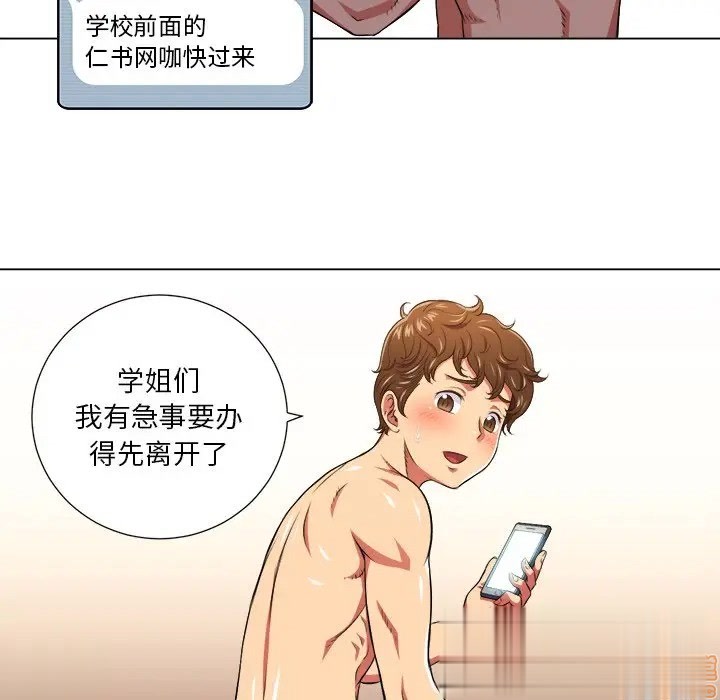 学校前面的
仁书网咖快过来
学姐们
我有急事要办
得先离开了